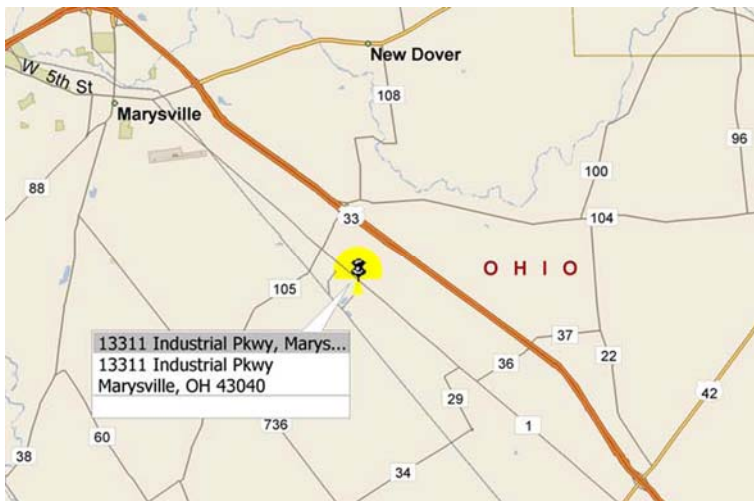 New Dover
W 5th St
108
Marysville
96
88
100
33
104
OHIO
105
13311 Industrial Pkwy, Marys...
13311 Industrial Pkwy
Marysville, OH 43040
37
36
22
42
29
736
1
60
38
34